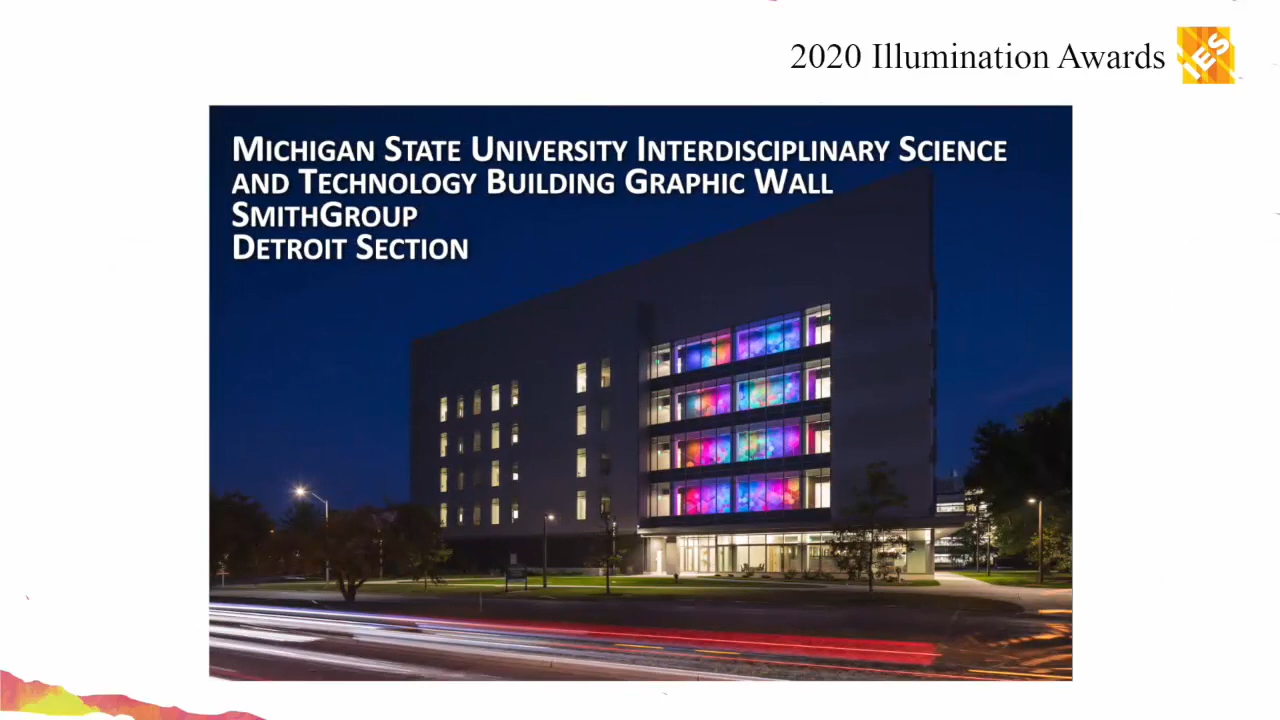 2020 Illumination Awards
IES
MICHIGAN STATE UNIVERSITY INTERDISCIPLINARY SCIENCE
AND TECHNOLOGY BUILDING GRAPHIC WALL
SMITHGROUP
DETROIT SECTION